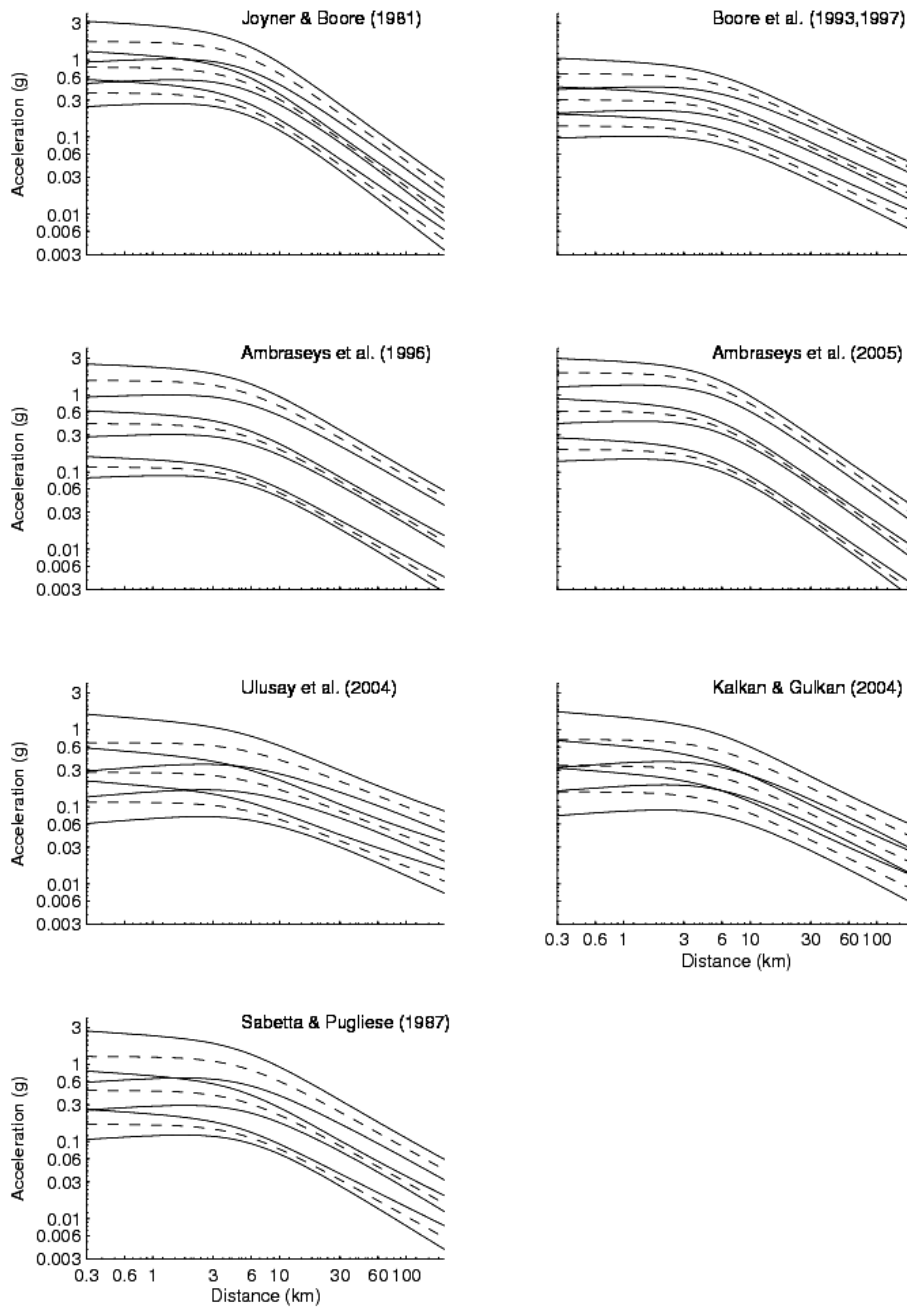 Joyner & Boore (1981)
Acceleration (g)
3
1
0.6
0.3
0.1
0.06
0.03
0.01
0.006
0.003
Boore et al. (1993,1997)
Ambraseys et al. (1996)
Acceleration (g)
3
1
0.6
0.3
0.1
0.06
0.03
0.01
0.006
0.003
Ambraseys et al. (2005)
Ulusay et al. (2004)
Acceleration (g)
3
1
0.6
0.3
0.1
0.06
0.03
0.01
0.006
0.003
Kalkan & Gulkan (2004)
0.3 0.6 1 3 6 10 30 60 100
Distance (km)
Sabetta & Pugliese (1987)
Acceleration (g)
3
1
0.6
0.3
0.1
0.06
0.03
0.01
0.006
0.003
0.3 0.6 1 3 6 10 30 60 100
Distance (km)